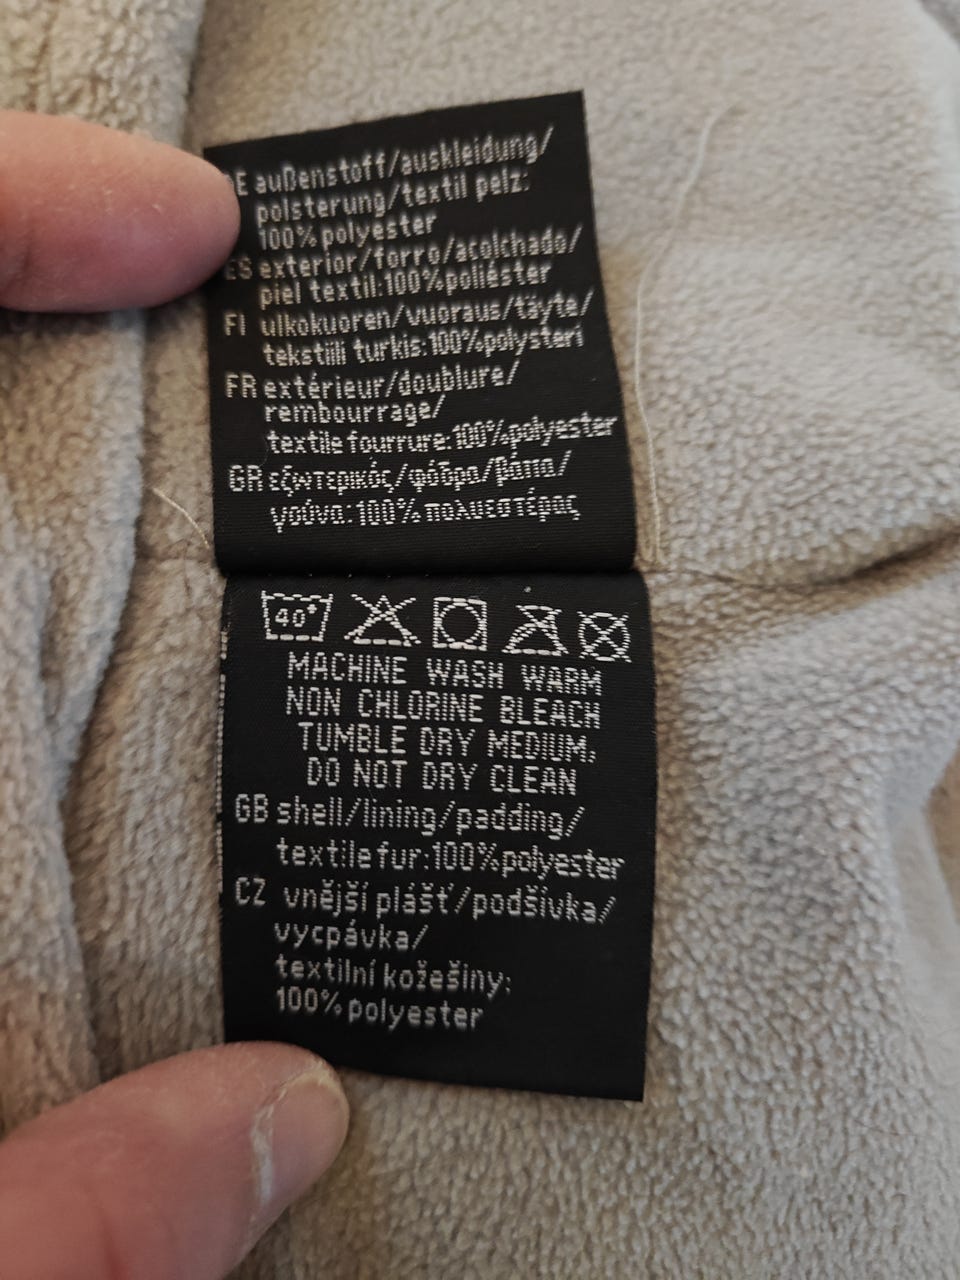 E außenstoff/auskleidung/
polsterung/textil pelz:
100% polyester
ES exterior/forro/acolchado/
piel textil:100%poliéster
FI ulkokuoren/vuoraus/täyte/
tekstiili turkis:100%polysteri
FR extérieur/doublure/
rembourrage/
textile fourrure:100%polyester
GR εξωτερικός/φόδρα/βάτα/
γούνα:100% πολυεστέρας
40°
MACHINE WASH WARM
NON CHLORINE BLEACH
TUMBLE DRY MEDIUM,
DO NOT DRY CLEAN
GB shell/lining/padding/
textile fur:100%polyester
CZ vnější plášť/podšívka/
vycpávka/
textilní kožešiny:
100% polyester